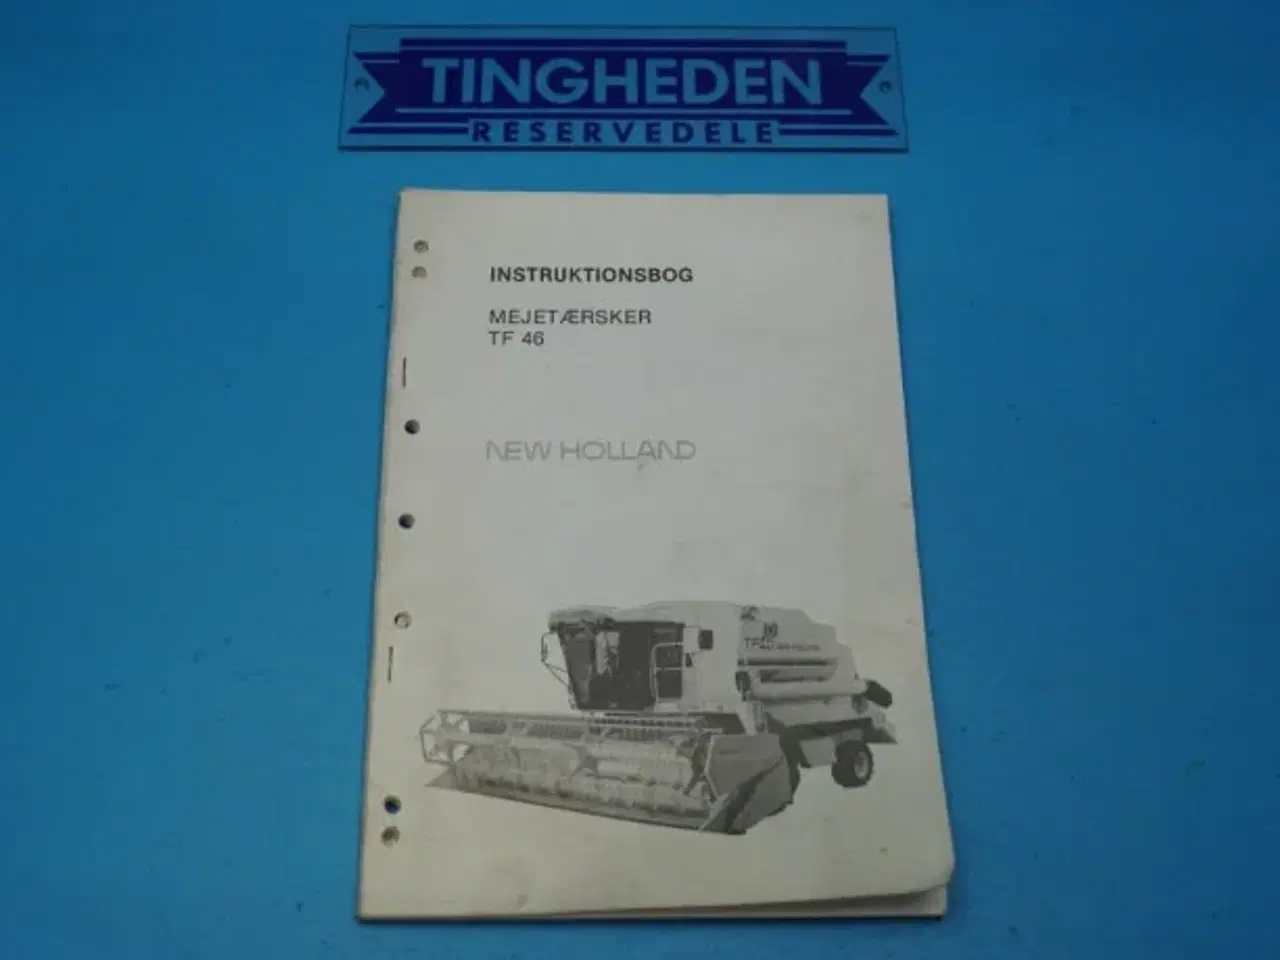 TINGHEDEN
RESERVEDELE
INSTRUKTIONSBOG
MEJETÆRSKER
TF 46
NEW HOLLAND